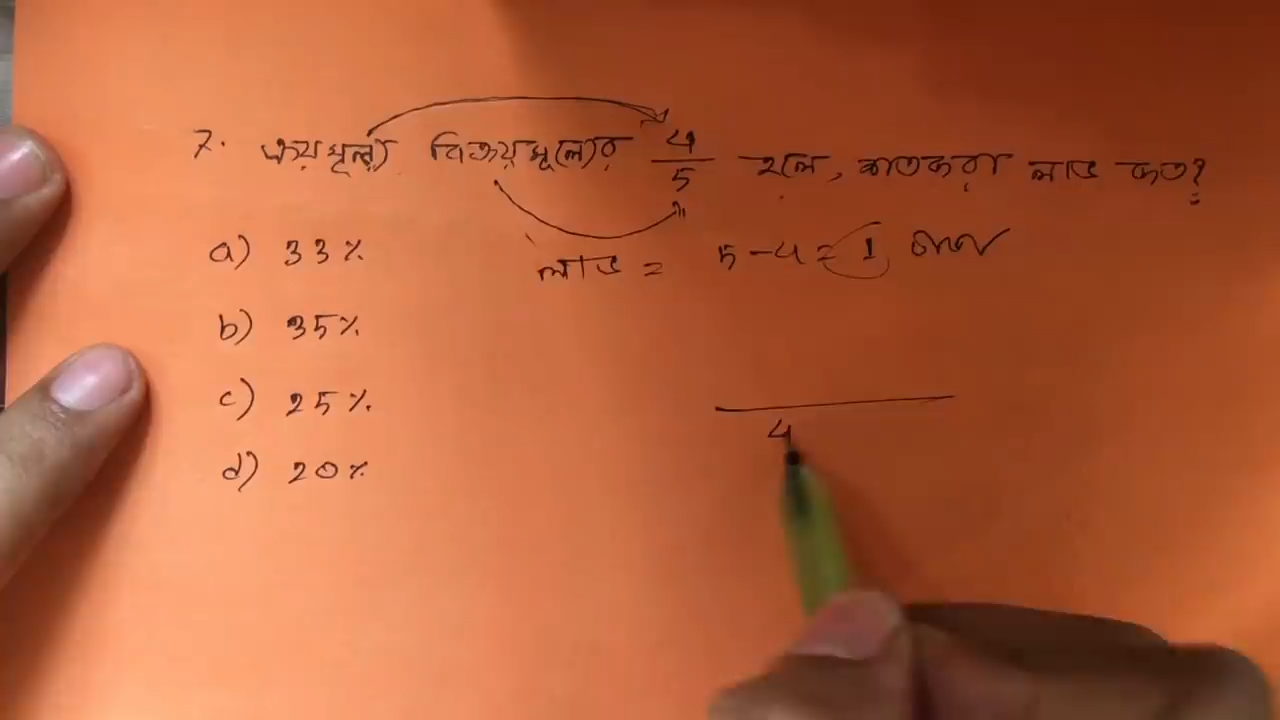 7. ক্রয়মূল্য বিক্রয়মূল্যের 4/5 হলে, শতকরা লাভ কত?
লাভ = 5-4 = 1 টাকা
a) 33%
b) 35%
c) 25%
d) 20%
4